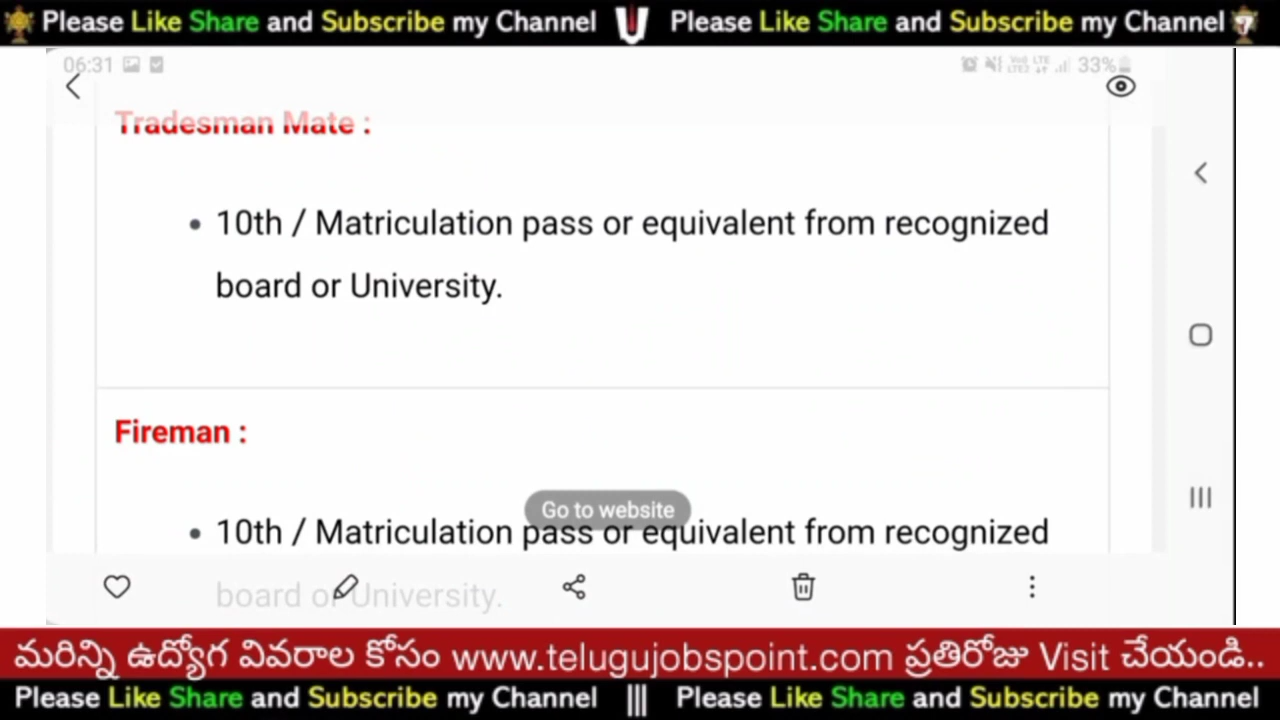 Please Like Share and Subscribe my Channel Please Like Share and Subscribe my Channel
06:31 33%
Tradesman Mate :
10th / Matriculation pass or equivalent from recognized
board or University.
Fireman :
Go to website
10th / Matriculation pass or equivalent from recognized
board or University.
మరిన్ని ఉద్యోగ వివరాల కోసం www.telugujobspoint.com ప్రతిరోజు Visit చేయండి..
Please Like Share and Subscribe my Channel ||| Please Like Share and Subscribe my Channel